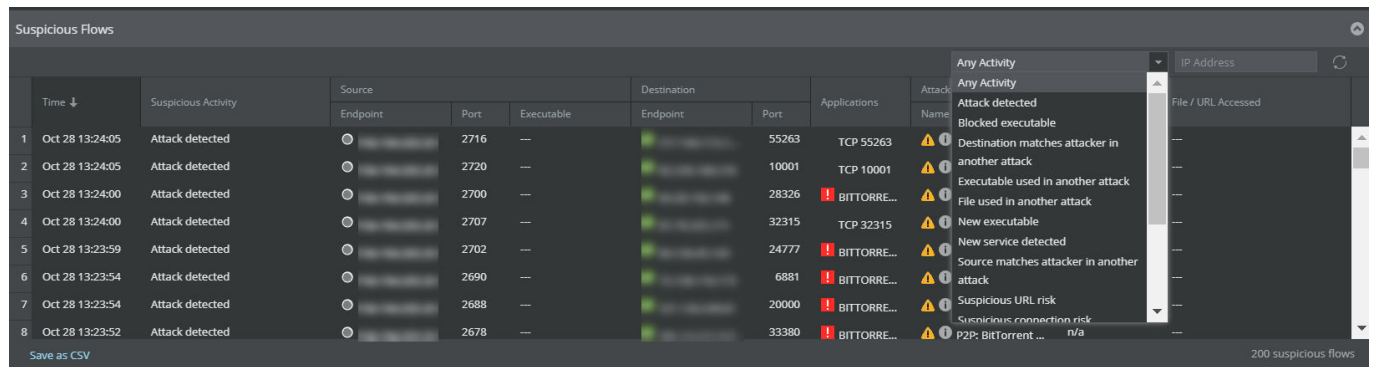 Suspicious Flows
Any Activity
IP Address
Time ↓ Suspicious Activity Source Destination Applications Attack File / URL Accessed
Endpoint Port Executable Endpoint Port Name
Any Activity
Attack detected
Blocked executable
Destination matches attacker in
another attack
Executable used in another attack
File used in another attack
New executable
New service detected
Source matches attacker in another
attack
Suspicious URL risk
Suspicious connection risk
1 Oct 28 13:24:05 Attack detected 2716 --- 55263 TCP 55263 ---
2 Oct 28 13:24:05 Attack detected 2720 --- 10001 TCP 10001 ---
3 Oct 28 13:24:00 Attack detected 2700 --- 28326 BITTORRE... ---
4 Oct 28 13:24:00 Attack detected 2707 --- 32315 TCP 32315 ---
5 Oct 28 13:23:59 Attack detected 2702 --- 24777 BITTORRE... ---
6 Oct 28 13:23:54 Attack detected 2690 --- 6881 BITTORRE... ---
7 Oct 28 13:23:54 Attack detected 2688 --- 20000 BITTORRE... ---
8 Oct 28 13:23:52 Attack detected 2678 --- 33380 BITTORRE... P2P: BitTorrent ... n/a ---
Save as CSV
200 suspicious flows